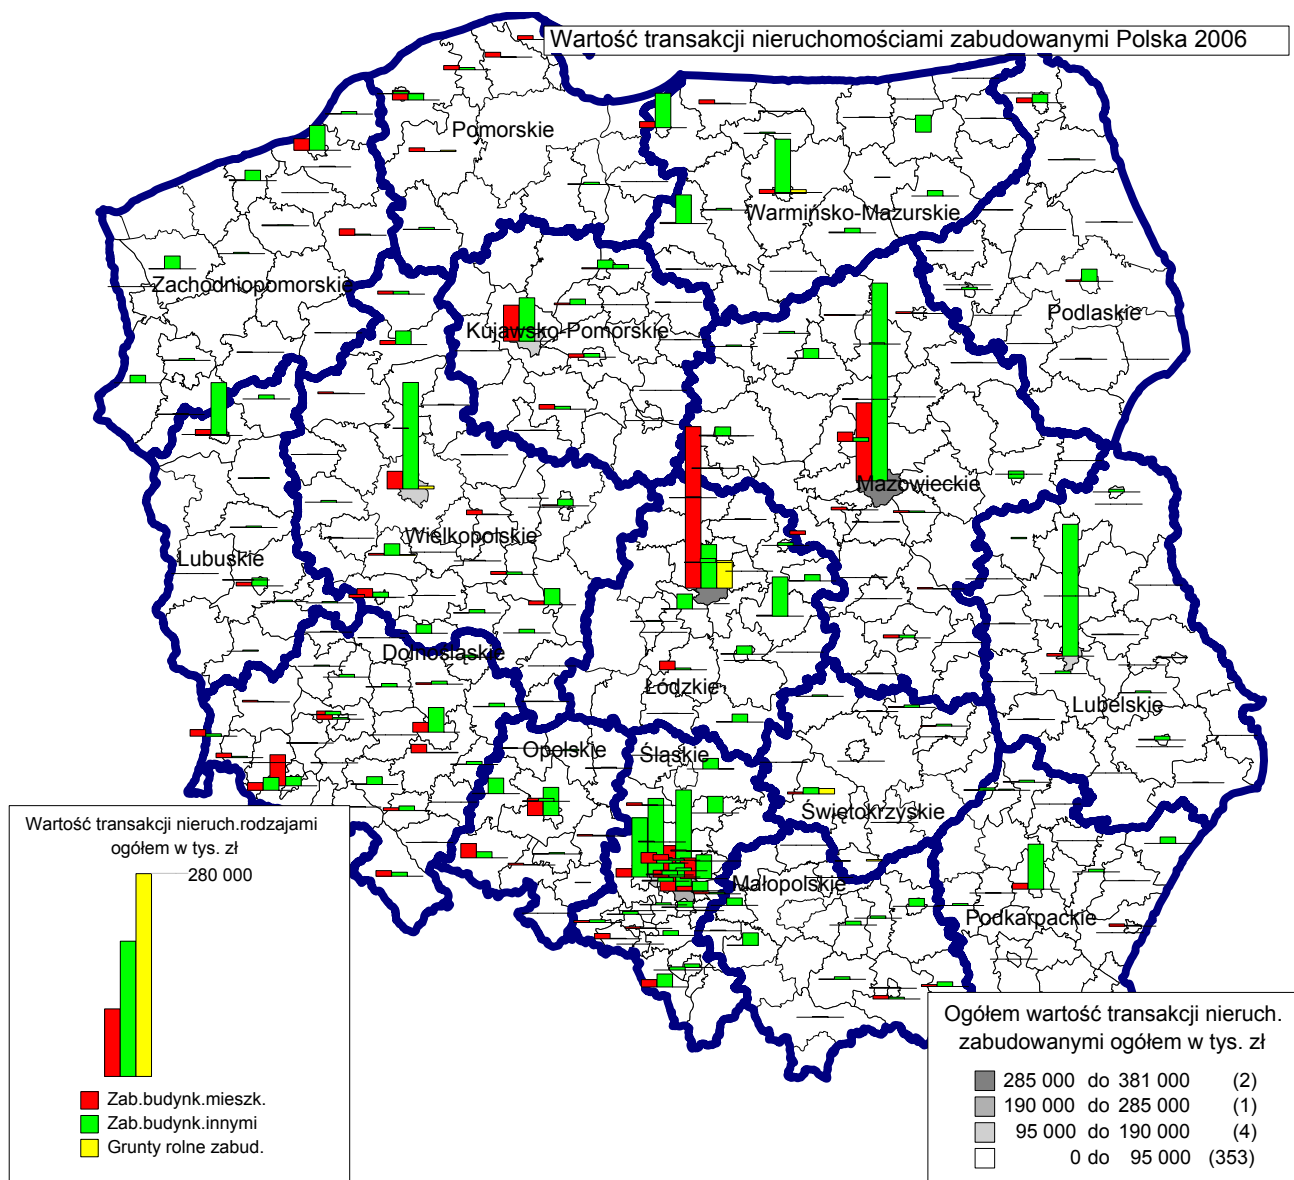 Wartość transakcji nieruchomościami zabudowanymi Polska 2006
Pomorskie
Warmińsko-Mazurskie
Zachodniopomorskie
Podlaskie
Kujawsko-Pomorskie
Mazowieckie
Wielkopolskie
Lubuskie
Dolnośląskie
Łódzkie
Lubelskie
Opolskie
Śląskie
Świętokrzyskie
Małopolskie
Podkarpackie
Wartość transakcji nieruch.rodzajami
ogółem w tys. zł
280 000
Zab.budynk.mieszk.
Zab.budynk.innymi
Grunty rolne zabud.
Ogółem wartość transakcji nieruch.
zabudowanymi ogółem w tys. zł
285 000 do 381 000 (2)
190 000 do 285 000 (1)
95 000 do 190 000 (4)
0 do 95 000 (353)